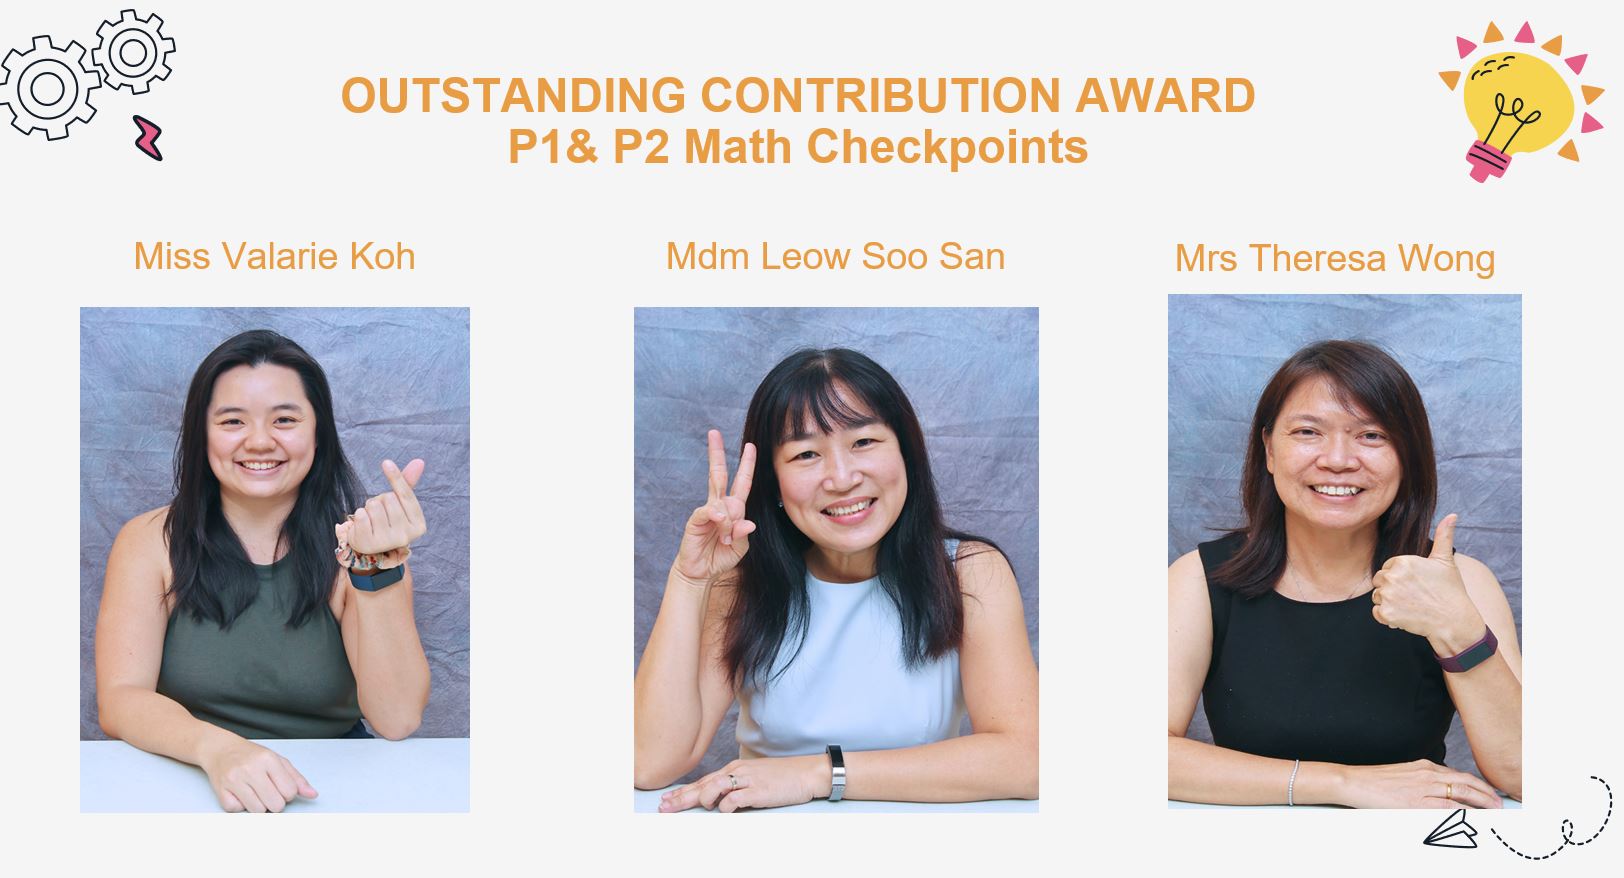 OUTSTANDING CONTRIBUTION AWARD
P1& P2 Math Checkpoints
Miss Valarie Koh
Mdm Leow Soo San
Mrs Theresa Wong